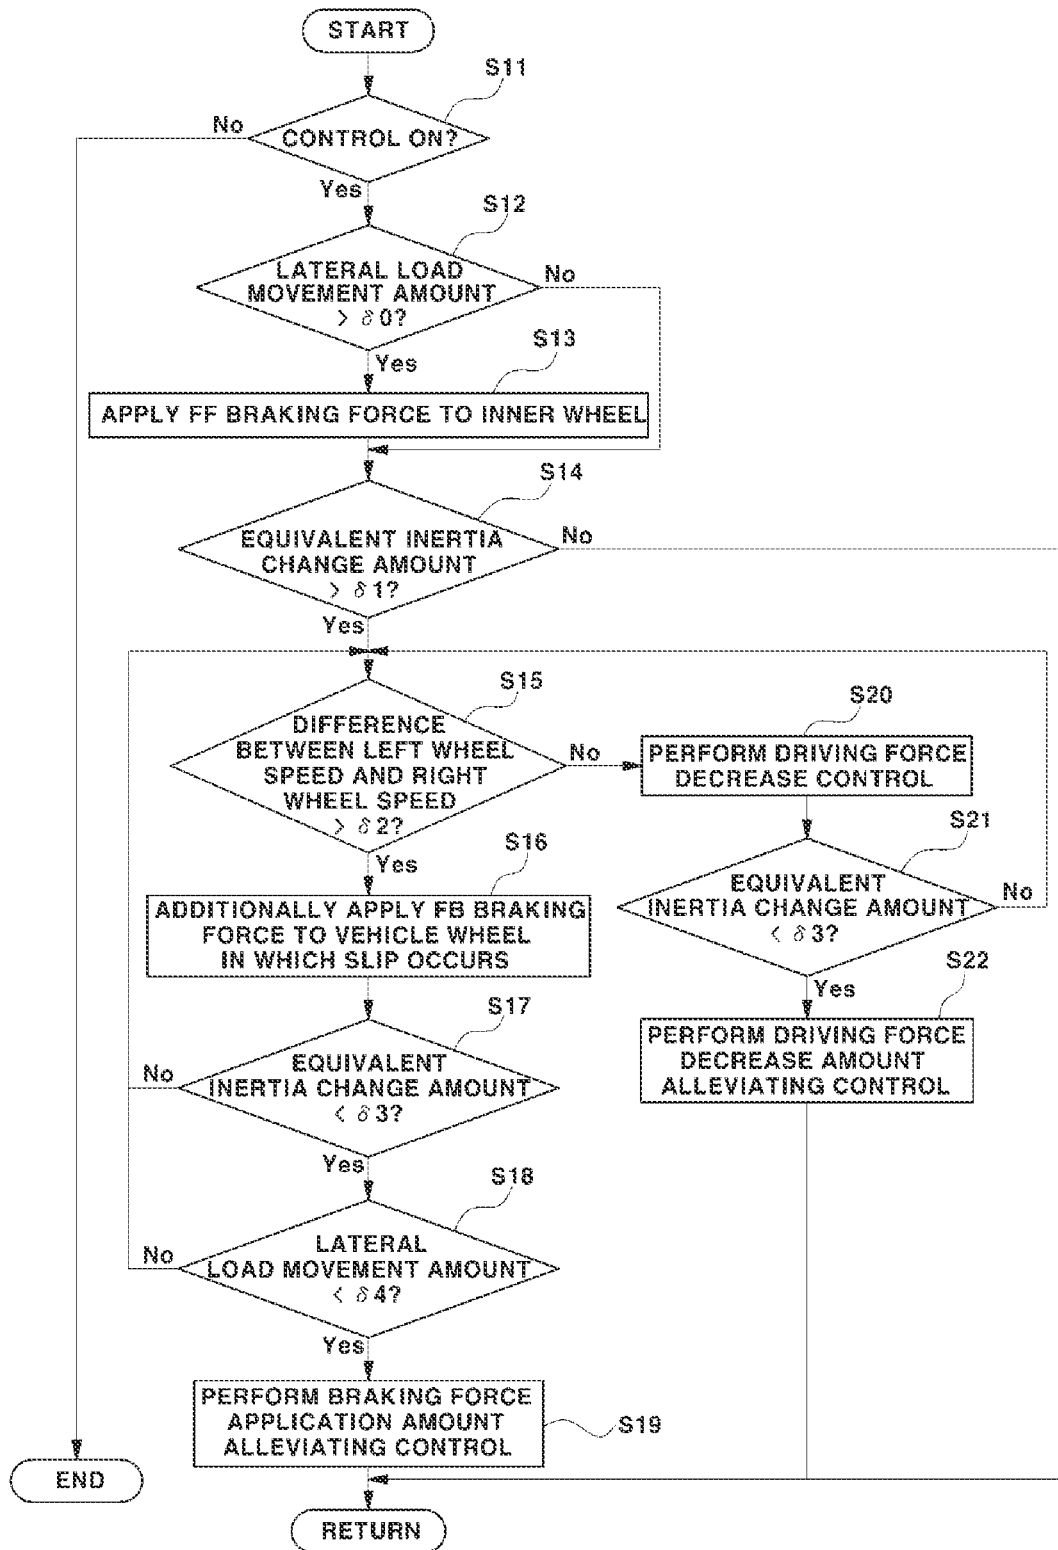 START
S11
No
CONTROL ON?
Yes
S12
LATERAL LOAD
MOVEMENT AMOUNT
> δ0?
No
Yes
S13
APPLY FF BRAKING FORCE TO INNER WHEEL
S14
EQUIVALENT INERTIA
CHANGE AMOUNT
> δ1?
No
Yes
S15
DIFFERENCE
BETWEEN LEFT WHEEL
SPEED AND RIGHT
WHEEL SPEED
> δ2?
No
Yes
S20
PERFORM DRIVING FORCE
DECREASE CONTROL
S21
EQUIVALENT
INERTIA CHANGE AMOUNT
< δ3?
No
Yes
S16
ADDITIONALLY APPLY FB BRAKING
FORCE TO VEHICLE WHEEL
IN WHICH SLIP OCCURS
S22
PERFORM DRIVING FORCE
DECREASE AMOUNT
ALLEVIATING CONTROL
S17
EQUIVALENT
INERTIA CHANGE AMOUNT
< δ3?
No
Yes
S18
LATERAL
LOAD MOVEMENT AMOUNT
< δ4?
No
Yes
PERFORM BRAKING FORCE
APPLICATION AMOUNT
ALLEVIATING CONTROL
S19
END
RETURN